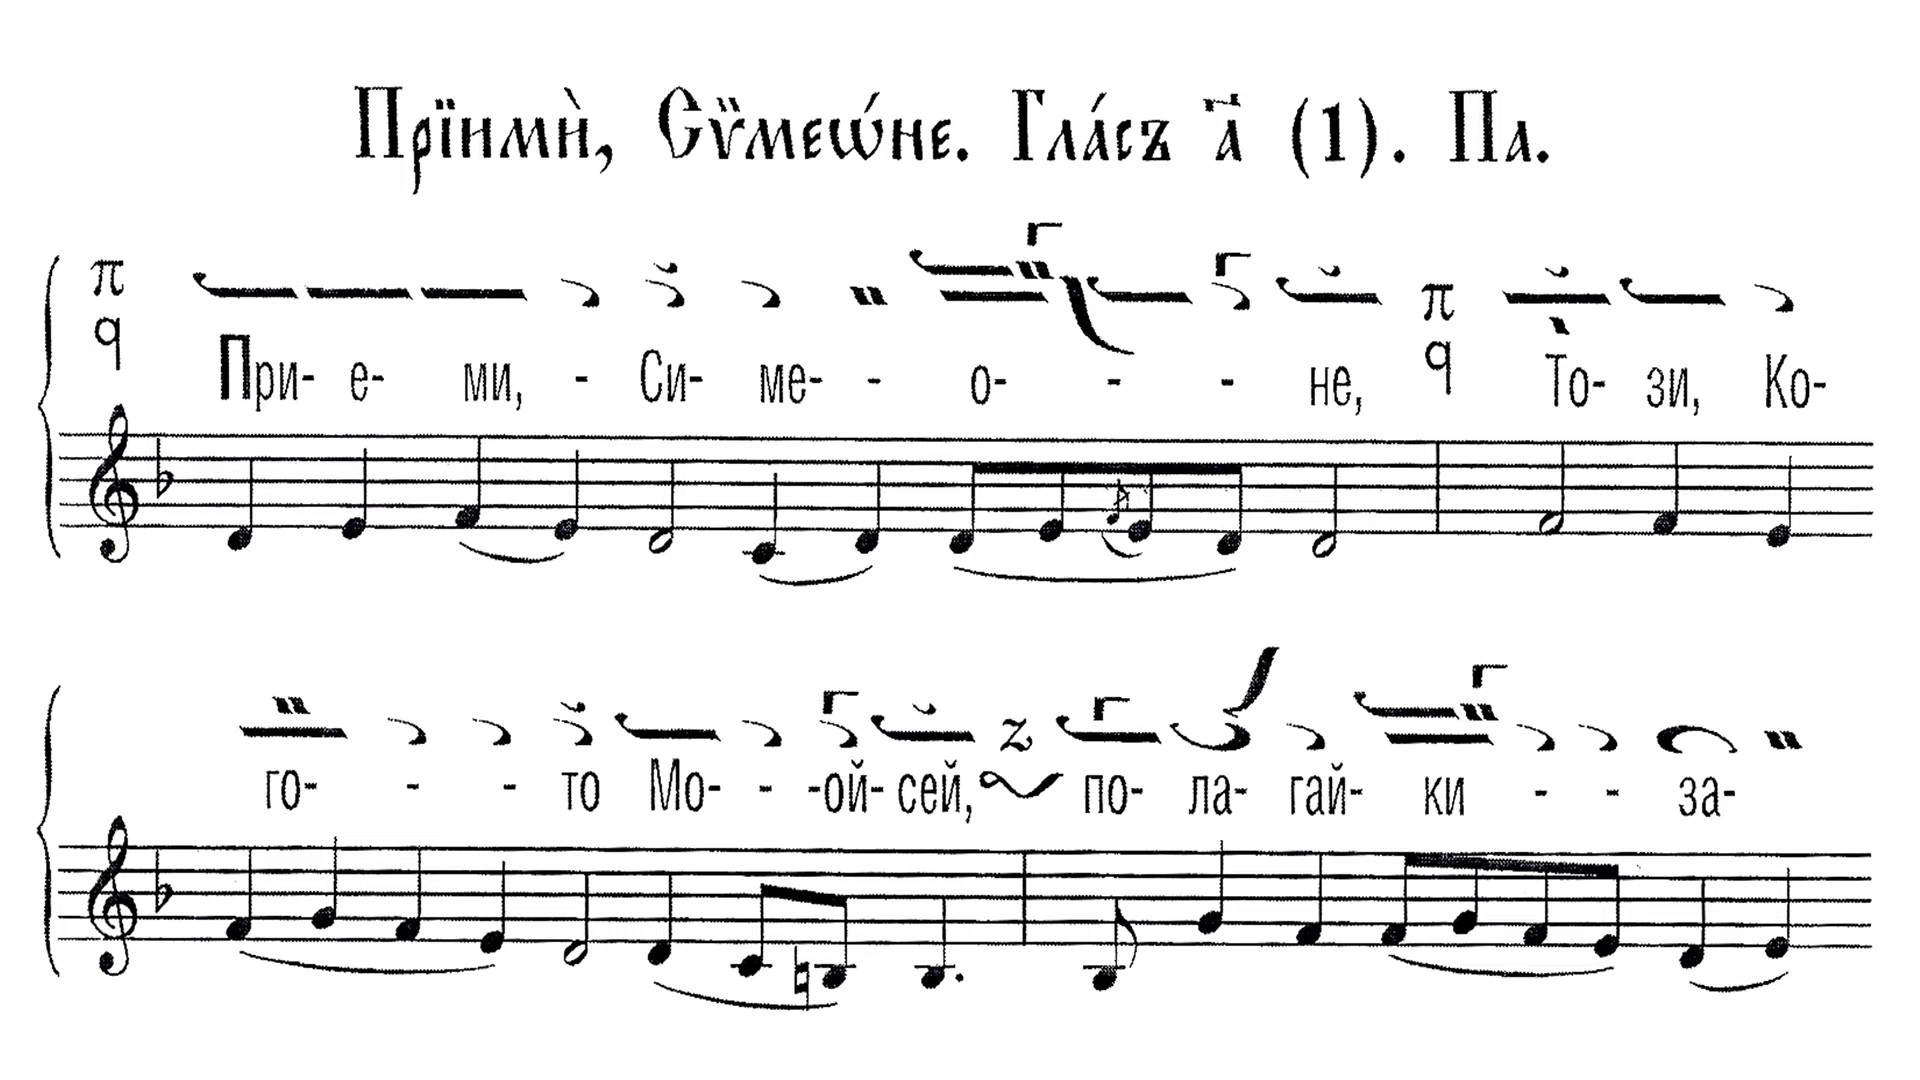 Прїимѝ, Сѷмеѡ́не. Гла́съ а҃ (1). Па.
π q При- е- ми, - Си- ме- - о- - - не, π q То- зи, Ко-
го- - - то Мо- - -ой- сей, по- ла- гай- ки - - за-